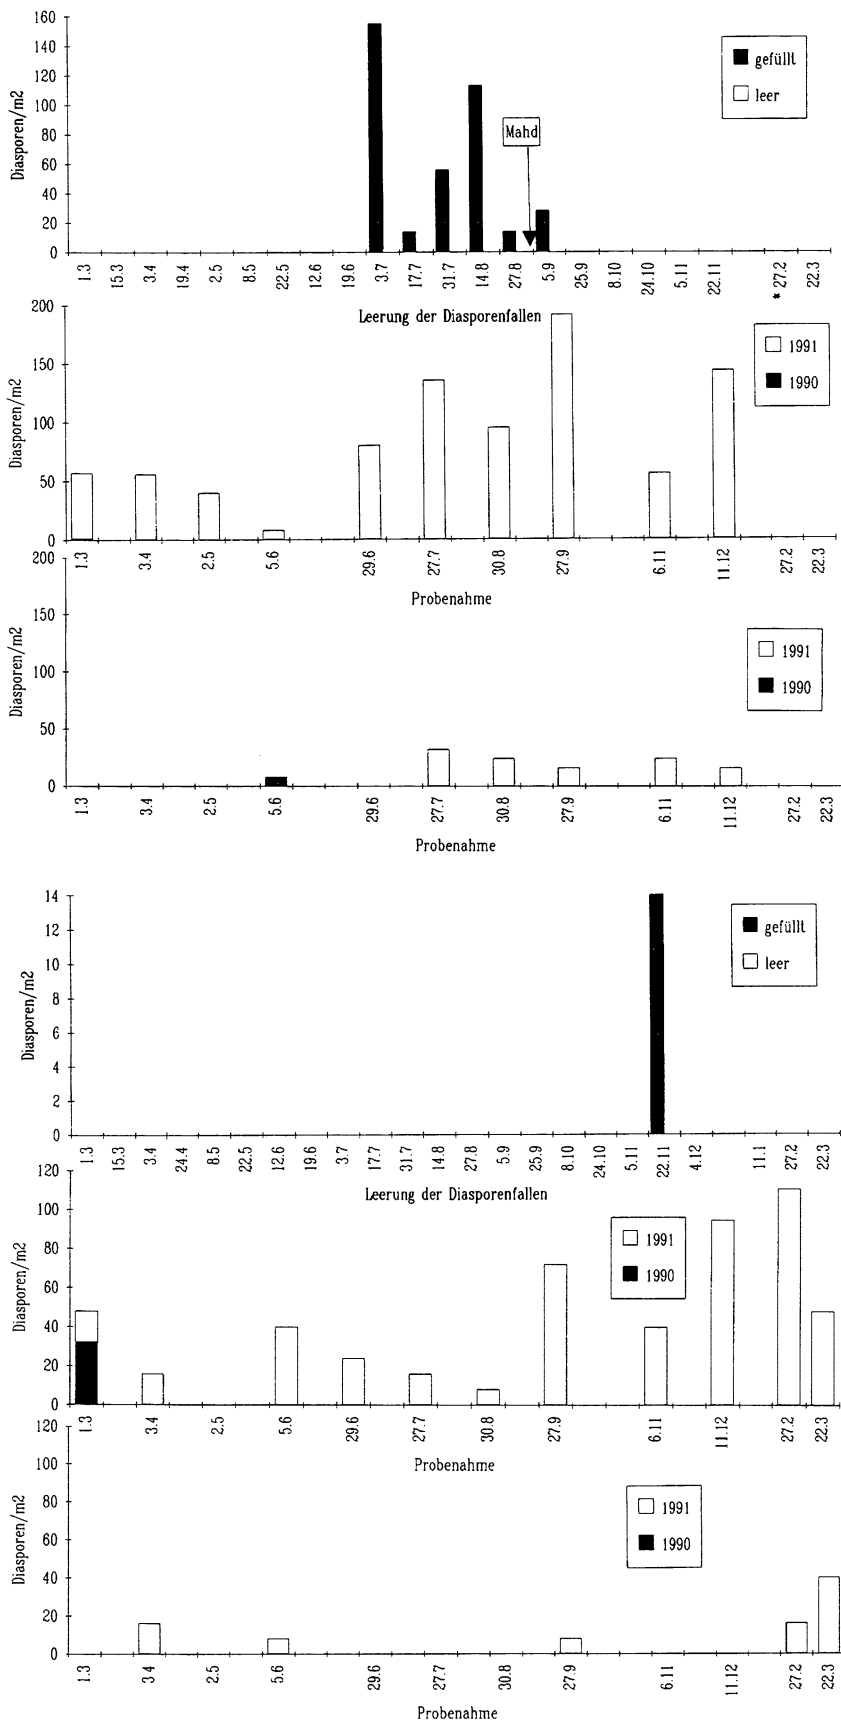 160
140
120
100
80
60
40
20
0
Diasporen/m2
gefüllt
leer
Mahd
1.3 15.3 3.4 19.4 2.5 8.5 22.5 12.6 19.6 3.7 17.7 31.7 14.8 27.8 5.9 25.9 8.10 24.10 5.11 22.11 * 27.2 22.3
Leerung der Diasporenfallen
200
150
100
50
0
Diasporen/m2
1991
1990
1.3 3.4 2.5 5.6 29.6 27.7 30.8 27.9 6.11 11.12 27.2 22.3
Probenahme
200
150
100
50
0
Diasporen/m2
1991
1990
1.3 3.4 2.5 5.6 29.6 27.7 30.8 27.9 6.11 11.12 27.2 22.3
Probenahme
14
12
10
8
6
4
2
0
Diasporen/m2
gefüllt
leer
1.3 15.3 3.4 24.4 8.5 22.5 12.6 19.6 3.7 17.7 31.7 14.8 27.8 5.9 25.9 8.10 24.10 5.11 22.11 4.12 11.1 27.2 22.3
Leerung der Diasporenfallen
120
100
80
60
40
20
0
Diasporen/m2
1991
1990
1.3 3.4 2.5 5.6 29.6 27.7 30.8 27.9 6.11 11.12 27.2 22.3
Probenahme
120
100
80
60
40
20
0
Diasporen/m2
1991
1990
1.3 3.4 2.5 5.6 29.6 27.7 30.8 27.9 6.11 11.12 27.2 22.3
Probenahme